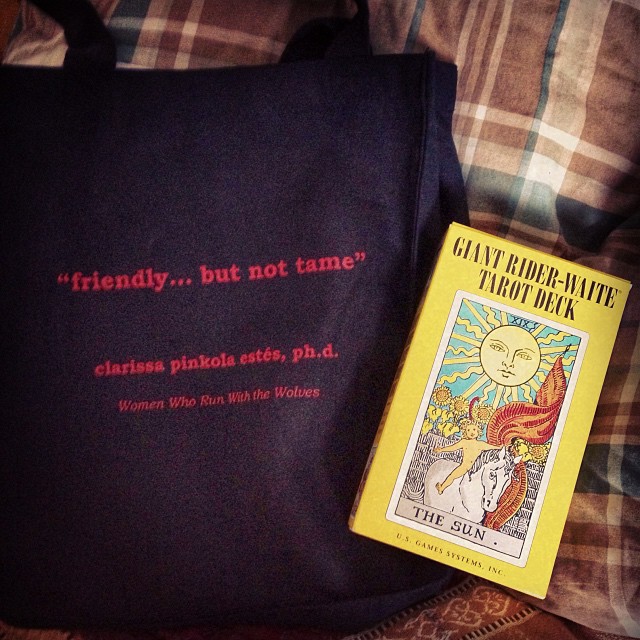 “friendly... but not tame”
clarissa pinkola estés, ph.d.
Women Who Run With the Wolves
GIANT RIDER-WAITE™
TAROT DECK
XIX
THE SUN.
U.S. GAMES SYSTEMS, INC.